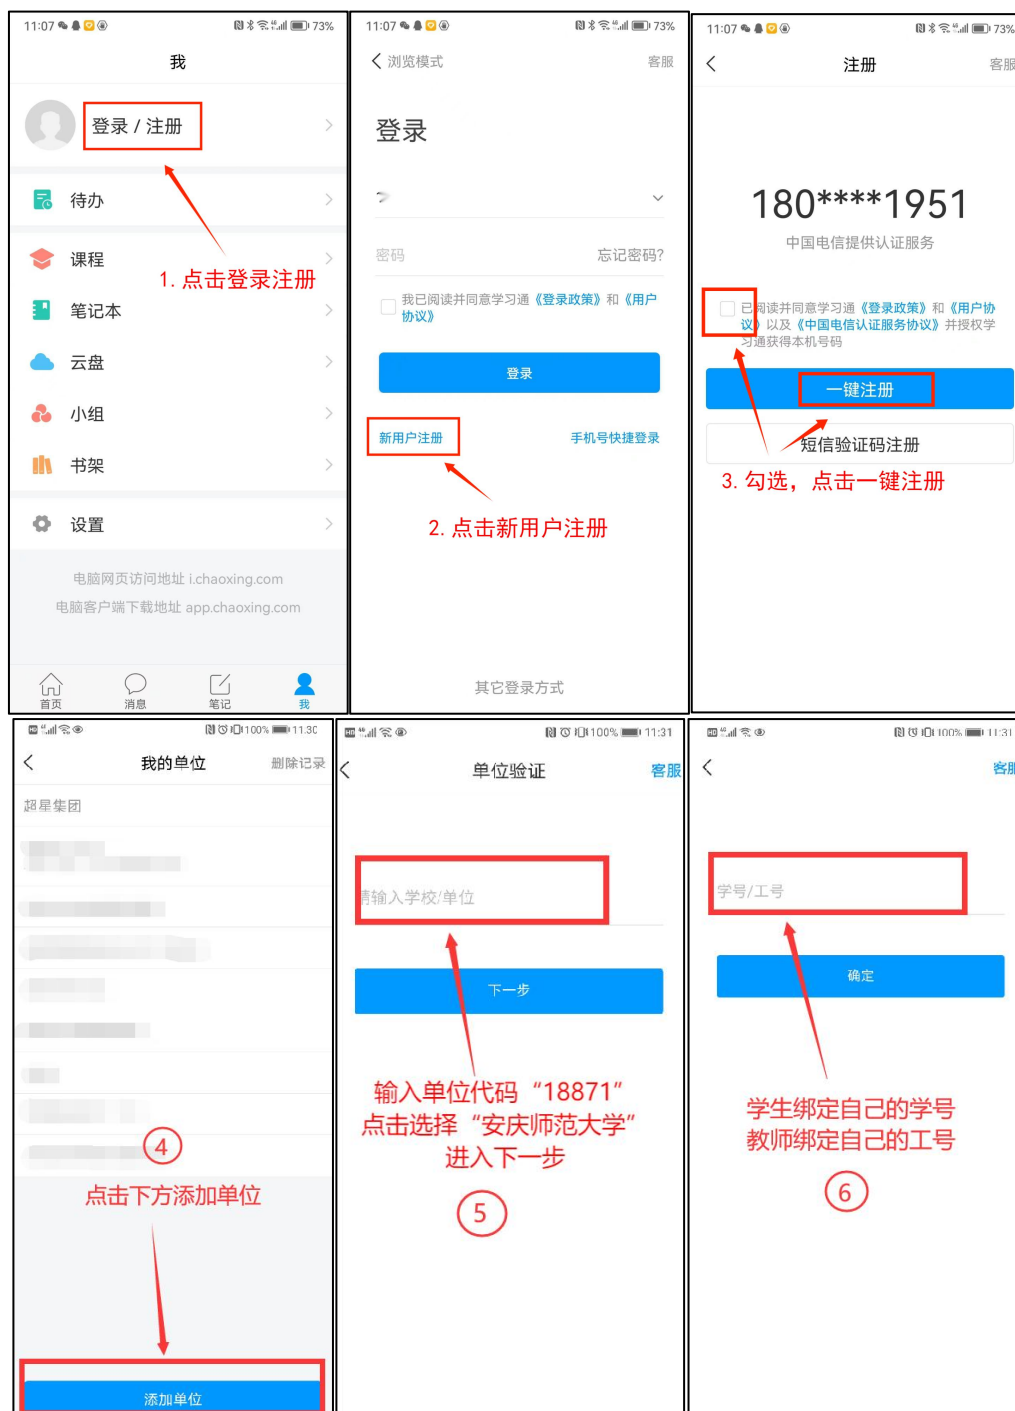 11:07
73%
我
登录 / 注册
待办
课程
1. 点击登录注册
笔记本
云盘
小组
书架
设置
电脑网页访问地址 i.chaoxing.com
电脑客户端下载地址 app.chaoxing.com
首页
消息
笔记
我
11:07
73%
浏览模式
客服
登录
密码
忘记密码?
我已阅读并同意学习通《登录政策》和《用户
协议》
登录
新用户注册
手机号快捷登录
2. 点击新用户注册
其它登录方式
11:07
73%
注册
客服
180****1951
中国电信提供认证服务
已阅读并同意学习通《登录政策》和《用户协
议》以及《中国电信认证服务协议》并授权学
习通获得本机号码
一键注册
短信验证码注册
3. 勾选，点击一键注册
100%
11:30
我的单位
删除记录
超星集团
④
点击下方添加单位
添加单位
100%
11:31
单位验证
客服
请输入学校/单位
下一步
输入单位代码“18871”
点击选择“安庆师范大学”
进入下一步
⑤
100%
11:31
客服
学号/工号
确定
学生绑定自己的学号
教师绑定自己的工号
⑥